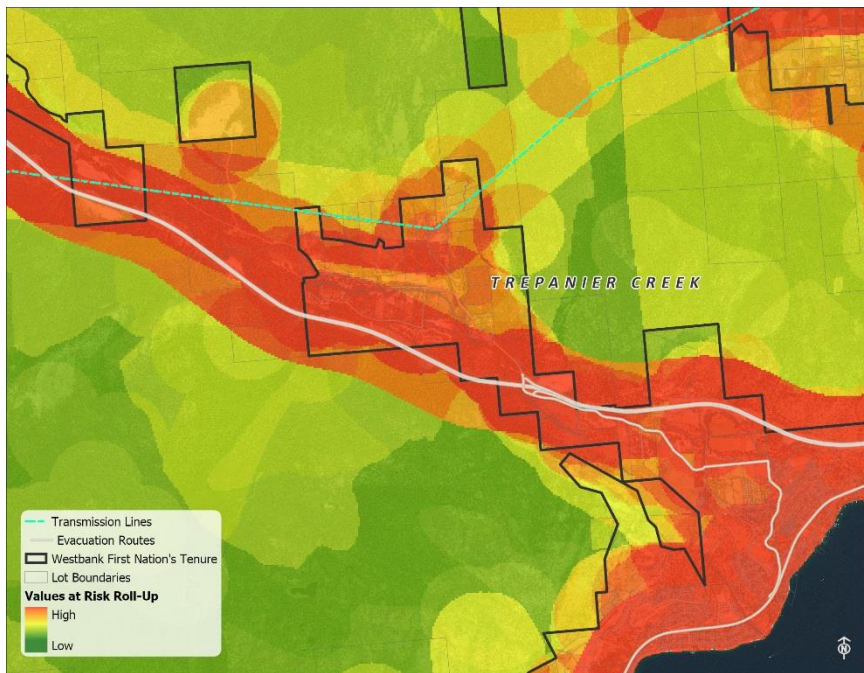 TREPANIER CREEK
Transmission Lines
Evacuation Routes
Westbank First Nation's Tenure
Lot Boundaries
Values at Risk Roll-Up
High
Low
N